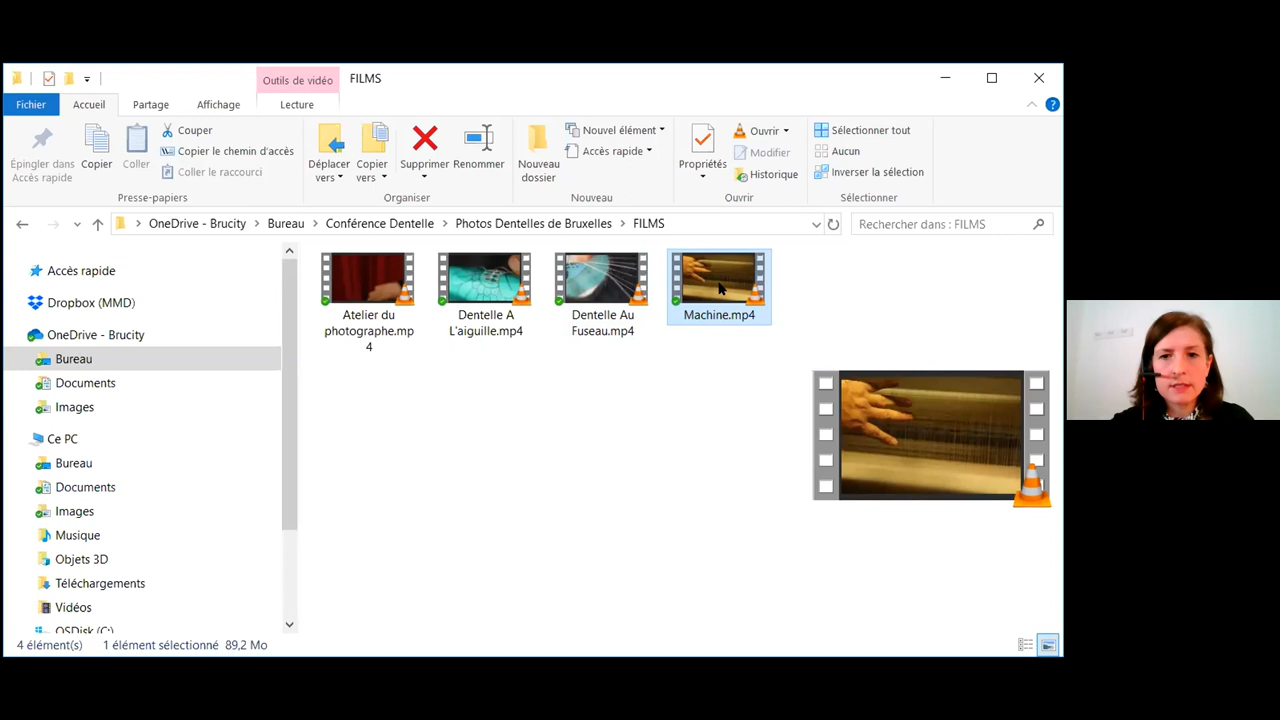 Outils de vidéo
FILMS
Fichier
Accueil
Partage
Affichage
Lecture
Épingler dans
Accès rapide
Copier
Coller
Couper
Copier le chemin d'accès
Coller le raccourci
Presse-papiers
Déplacer
vers
Copier
vers
Supprimer
Renommer
Organiser
Nouveau
dossier
Nouvel élément
Accès rapide
Nouveau
Propriétés
Ouvrir
Modifier
Historique
Ouvrir
Sélectionner tout
Aucun
Inverser la sélection
Sélectionner
OneDrive - Brucity > Bureau > Conférence Dentelle > Photos Dentelles de Bruxelles > FILMS
Rechercher dans : FILMS
Accès rapide
Dropbox (MMD)
OneDrive - Brucity
Bureau
Documents
Images
Ce PC
Bureau
Documents
Images
Musique
Objets 3D
Téléchargements
Vidéos
OSDisk (C:)
Atelier du
photographe.mp
4
Dentelle A
L'aiguille.mp4
Dentelle Au
Fuseau.mp4
Machine.mp4
4 élément(s)
1 élément sélectionné 89,2 Mo